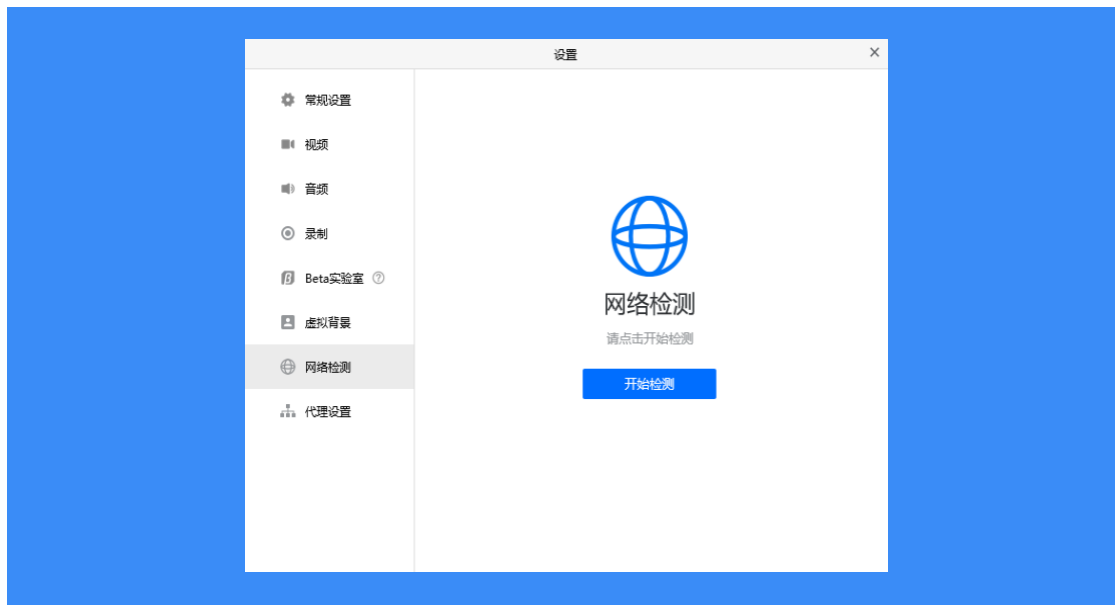 设置
常规设置
视频
音频
录制
Beta实验室
虚拟背景
网络检测
代理设置
网络检测
请点击开始检测
开始检测